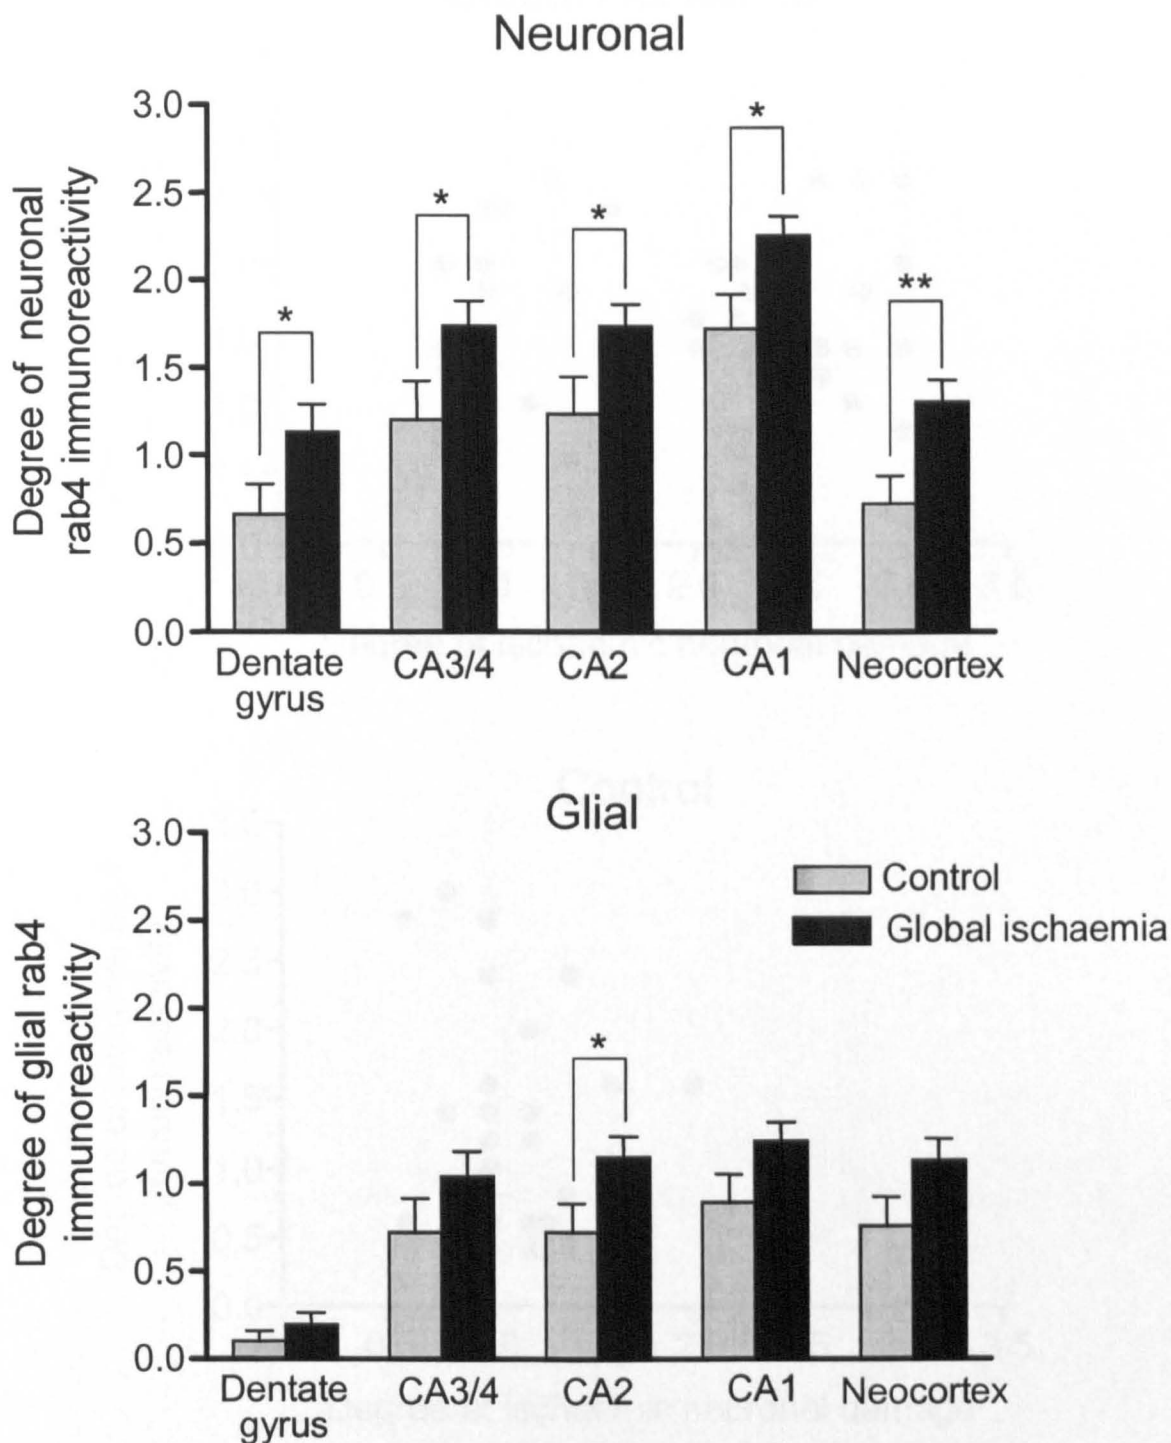 Neuronal
Degree of neuronal
rab4 immunoreactivity
3.0
2.5
2.0
1.5
1.0
0.5
0.0
*
*
*
*
**
Dentate
gyrus
CA3/4
CA2
CA1
Neocortex
Control
Glial
Degree of glial rab4
immunoreactivity
3.0
2.5
2.0
1.5
1.0
0.5
0.0
Control
Global ischaemia
*
Dentate
gyrus
CA3/4
CA2
CA1
Neocortex